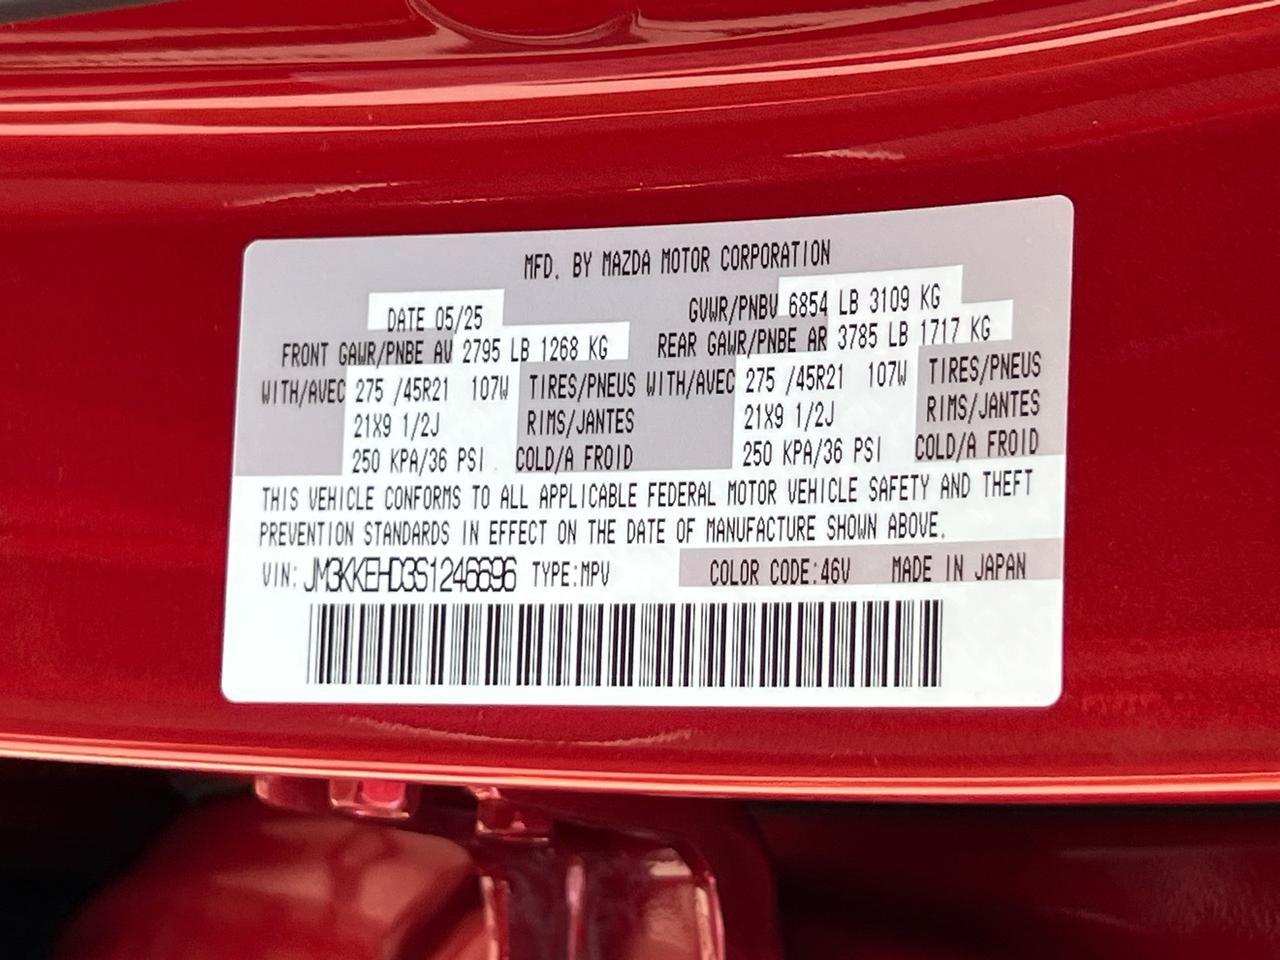 MFD. BY MAZDA MOTOR CORPORATION
DATE 05/25 GVWR/PNBV 6854 LB 3109 KG
FRONT GAWR/PNBE AV 2795 LB 1268 KG REAR GAWR/PNBE AR 3785 LB 1717 KG
WITH/AVEC 275 /45R21 107W TIRES/PNEUS WITH/AVEC 275 /45R21 107W TIRES/PNEUS
21X9 1/2J RIMS/JANTES 21X9 1/2J RIMS/JANTES
250 KPA/36 PSI COLD/A FROID 250 KPA/36 PSI COLD/A FROID
THIS VEHICLE CONFORMS TO ALL APPLICABLE FEDERAL MOTOR VEHICLE SAFETY AND THEFT
PREVENTION STANDARDS IN EFFECT ON THE DATE OF MANUFACTURE SHOWN ABOVE.
VIN: JM3KKEHD3S1246696 TYPE:MPV COLOR CODE:46V MADE IN JAPAN